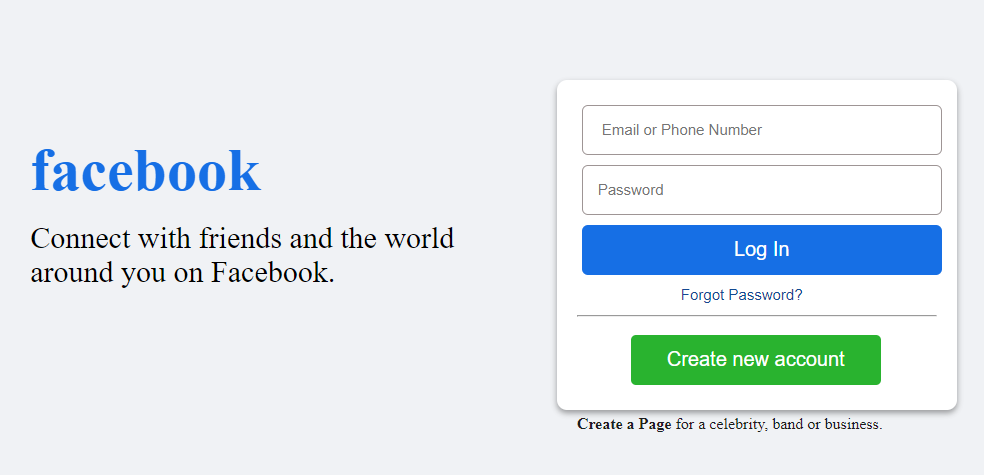 facebook
Connect with friends and the world
around you on Facebook.
Email or Phone Number
Password
Log In
Forgot Password?
Create new account
Create a Page for a celebrity, band or business.